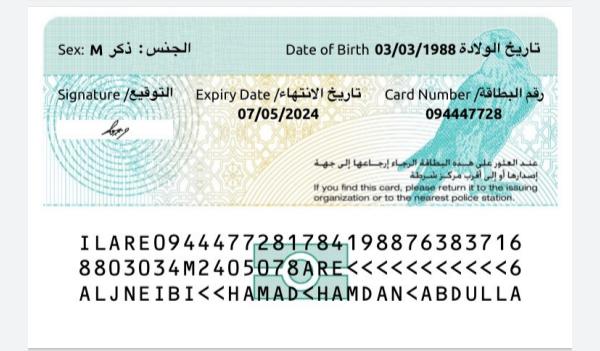 Sex: M الجنس: ذكر
Date of Birth 03/03/1988 تاريخ الولادة
Signature /التوقيع
Expiry Date /تاريخ الانتهاء
07/05/2024
Card Number /رقم البطاقة
094447728
عند العثور على هذه البطاقة الرجاء إرجاعها إلى جهة
إصدارها أو إلى أقرب مركز شرطة
If you find this card, please return it to the issuing
organization or to the nearest police station.
ILARE0944477281784198876383716
8803034M2405078ARE<<<<<<<<<<<6
ALJNEIBI<<HAMAD<HAMDAN<ABDULLA